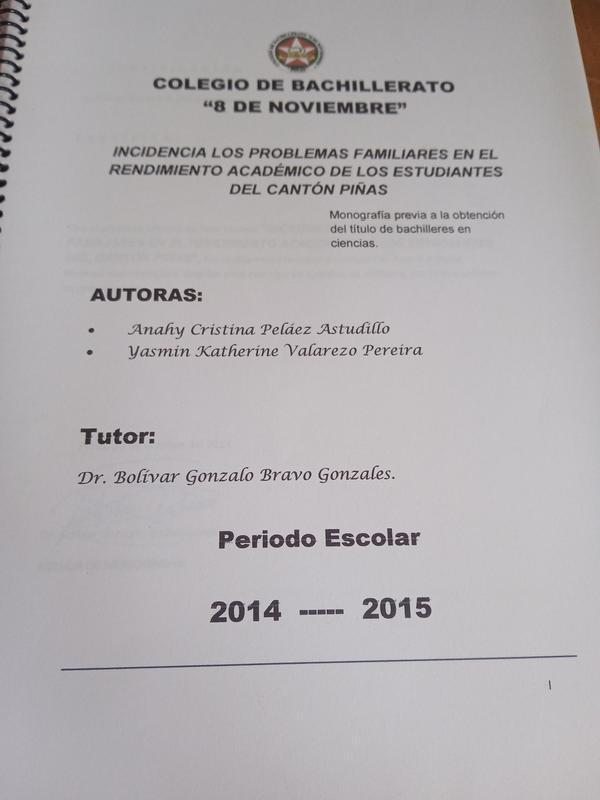 COLEGIO DE BACHILLERATO
“8 DE NOVIEMBRE”
INCIDENCIA LOS PROBLEMAS FAMILIARES EN EL
RENDIMIENTO ACADÉMICO DE LOS ESTUDIANTES
DEL CANTÓN PIÑAS
Monografía previa a la obtención
del título de bachilleres en
ciencias.
AUTORAS:
• Anahy Cristina Peláez Astudillo
• Yasmin Katherine Valarezo Pereira
Tutor:
Dr. Bolívar Gonzalo Bravo Gonzales.
Periodo Escolar
2014 ----- 2015
I